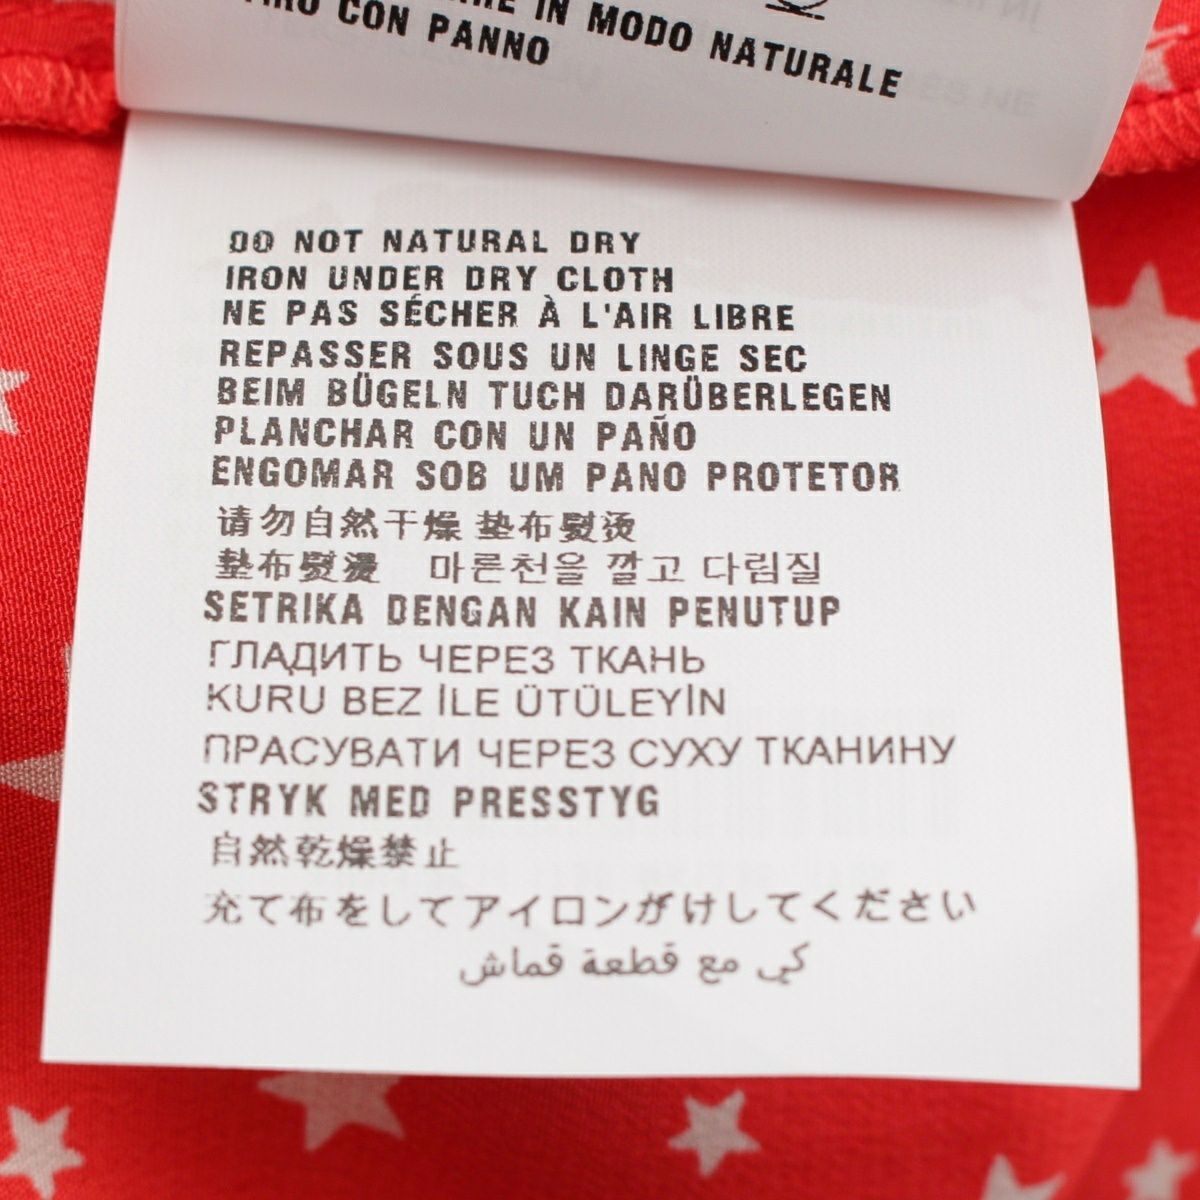 IN MODO NATURALE
CON PANNO
DO NOT NATURAL DRY
IRON UNDER DRY CLOTH
NE PAS SÉCHER À L'AIR LIBRE
REPASSER SOUS UN LINGE SEC
BEIM BÜGELN TUCH DARÜBERLEGEN
PLANCHAR CON UN PAÑO
ENGOMAR SOB UM PANO PROTETOR
请勿自然干燥 垫布熨烫
墊布熨燙 마른천을 깔고 다림질
SETRIKA DENGAN KAIN PENUTUP
ГЛАДИТЬ ЧЕРЕЗ ТКАНЬ
KURU BEZ İLE ÜTÜLEYİN
ПРАСУВАТИ ЧЕРЕЗ СУХУ ТКАНИНУ
STRYK MED PRESSTYG
自然乾燥禁止
充て布をしてアイロンがけしてください
كي مع قطعة قماش